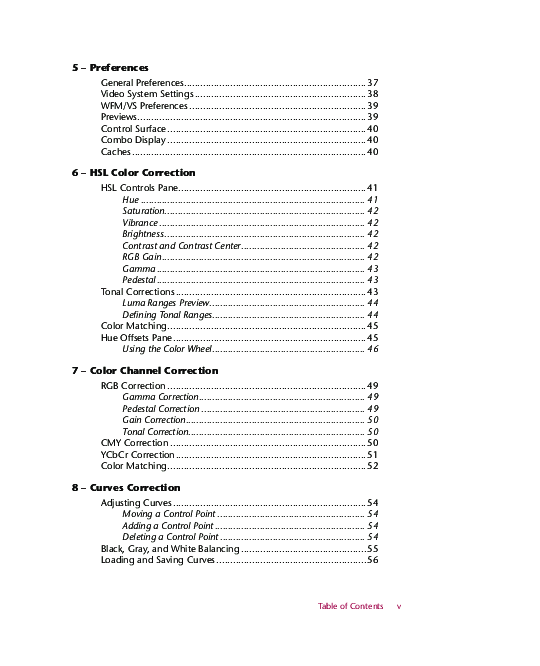 5 – Preferences
General Preferences.....................................................................37
Video System Settings.................................................................38
WFM/VS Preferences...................................................................39
Previews.......................................................................................39
Control Surface............................................................................40
Combo Display.............................................................................40
Caches.........................................................................................40
6 – HSL Color Correction
HSL Controls Pane.......................................................................41
Hue..................................................................................... 41
Saturation............................................................................ 42
Vibrance.............................................................................. 42
Brightness............................................................................ 42
Contrast and Contrast Center............................................... 42
RGB Gain............................................................................. 42
Gamma............................................................................... 43
Pedestal............................................................................... 43
Tonal Corrections.........................................................................43
Luma Ranges Preview........................................................... 44
Defining Tonal Ranges.......................................................... 44
Color Matching............................................................................45
Hue Offsets Pane.........................................................................45
Using the Color Wheel.......................................................... 46
7 – Color Channel Correction
RGB Correction............................................................................49
Gamma Correction............................................................... 49
Pedestal Correction.............................................................. 49
Gain Correction.................................................................... 50
Tonal Correction................................................................... 50
CMY Correction...........................................................................50
YCbCr Correction.........................................................................51
Color Matching............................................................................52
8 – Curves Correction
Adjusting Curves..........................................................................54
Moving a Control Point......................................................... 54
Adding a Control Point......................................................... 54
Deleting a Control Point........................................................ 54
Black, Gray, and White Balancing................................................55
Loading and Saving Curves.........................................................56
Table of Contents v